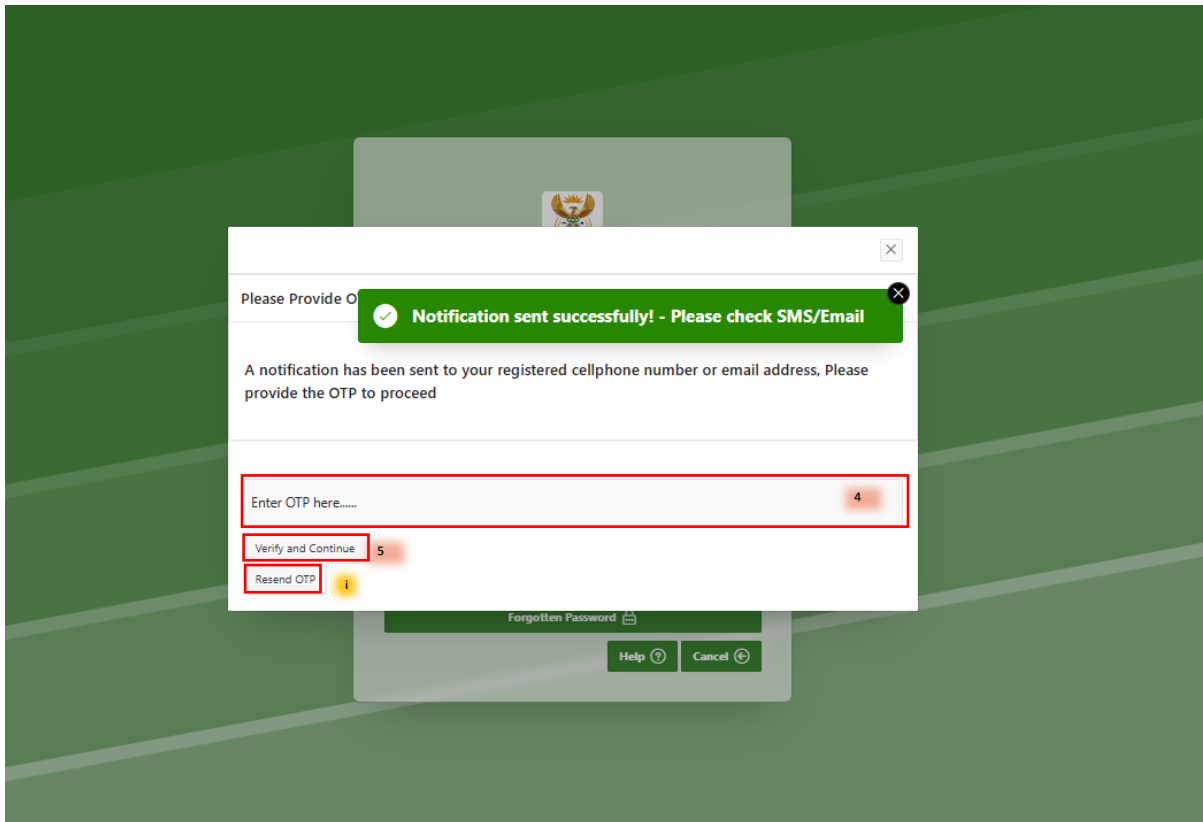 Please Provide O
Notification sent successfully! - Please check SMS/Email
A notification has been sent to your registered cellphone number or email address, Please
provide the OTP to proceed
Enter OTP here......
4
Verify and Continue
5
Resend OTP
i
Forgotten Password
Help
Cancel